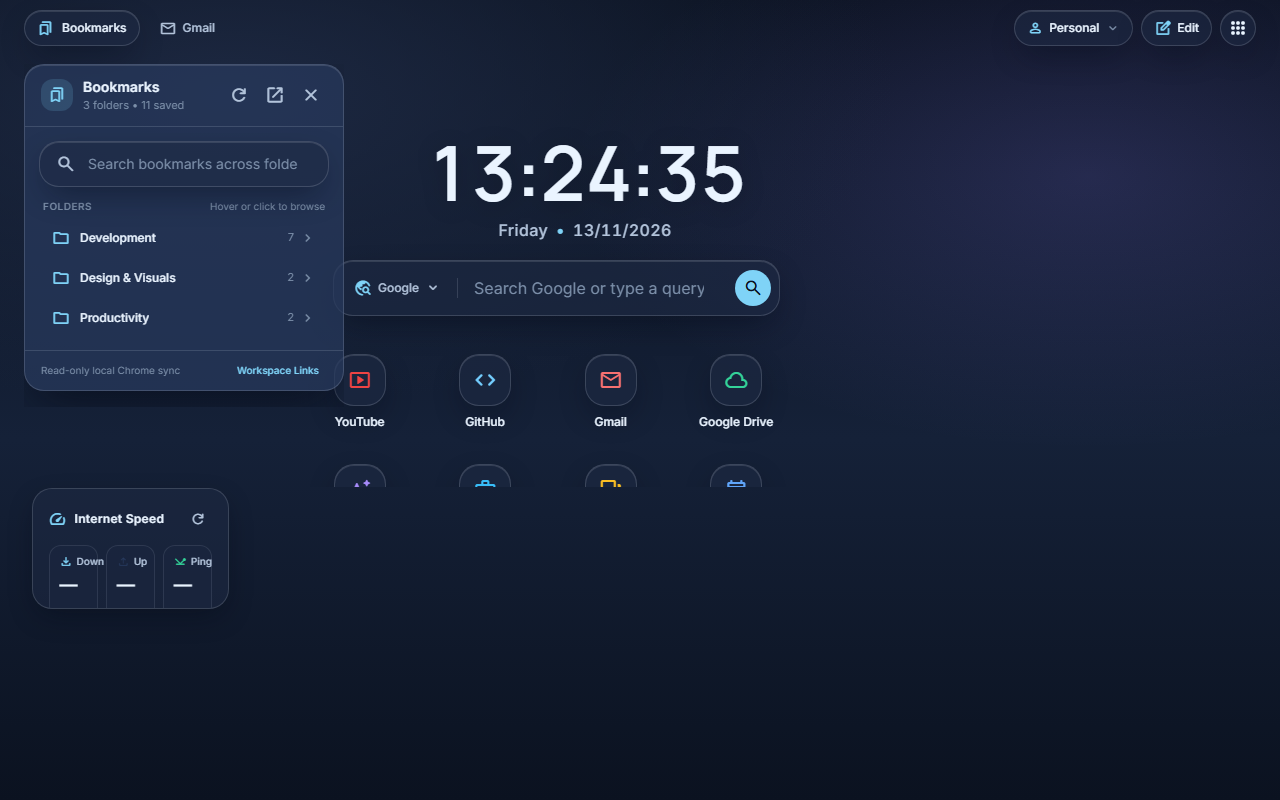 Bookmarks
Gmail
Personal
Edit
Bookmarks
3 folders • 11 saved
Search bookmarks across folde
FOLDERS
Hover or click to browse
Development 7
Design & Visuals 2
Productivity 2
Read-only local Chrome sync
Workspace Links
13:24:35
Friday • 13/11/2026
Google
Search Google or type a query
YouTube
GitHub
Gmail
Google Drive
Internet Speed
Down
Up
Ping
—
—
—